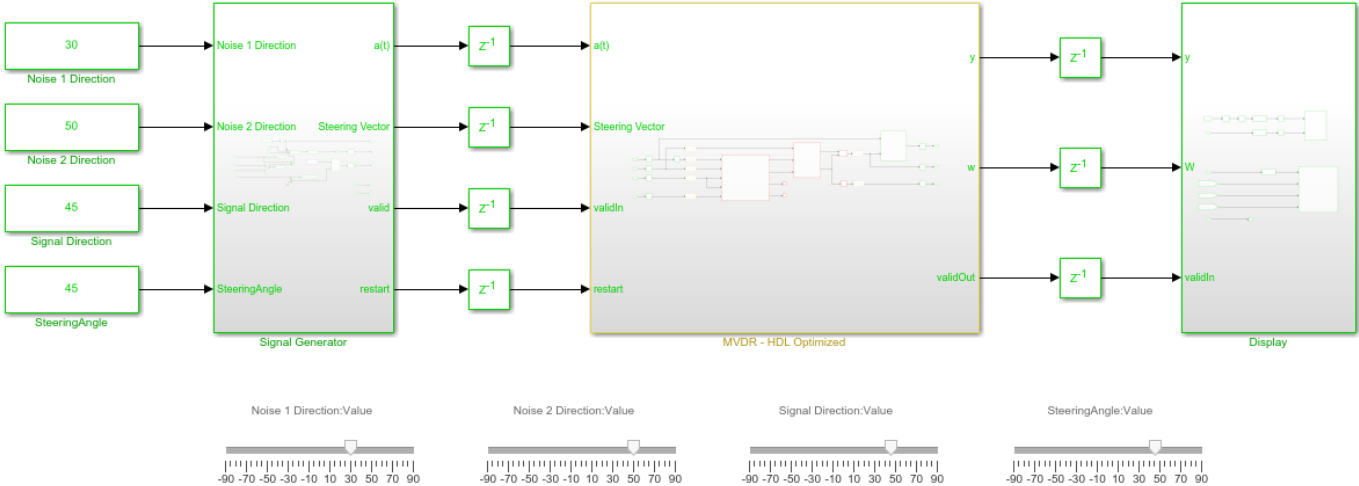 30
Noise 1 Direction
50
Noise 2 Direction
45
Signal Direction
45
SteeringAngle
Noise 1 Direction
Noise 2 Direction
Signal Direction
SteeringAngle
a(t)
Steering Vector
valid
restart
Signal Generator
z-1
z-1
z-1
z-1
a(t)
Steering Vector
validIn
restart
y
w
validOut
MVDR - HDL Optimized
z-1
z-1
z-1
y
W
validIn
Display
Noise 1 Direction:Value
-90 -70 -50 -30 -10 10 30 50 70 90
Noise 2 Direction:Value
-90 -70 -50 -30 -10 10 30 50 70 90
Signal Direction:Value
-90 -70 -50 -30 -10 10 30 50 70 90
SteeringAngle:Value
-90 -70 -50 -30 -10 10 30 50 70 90